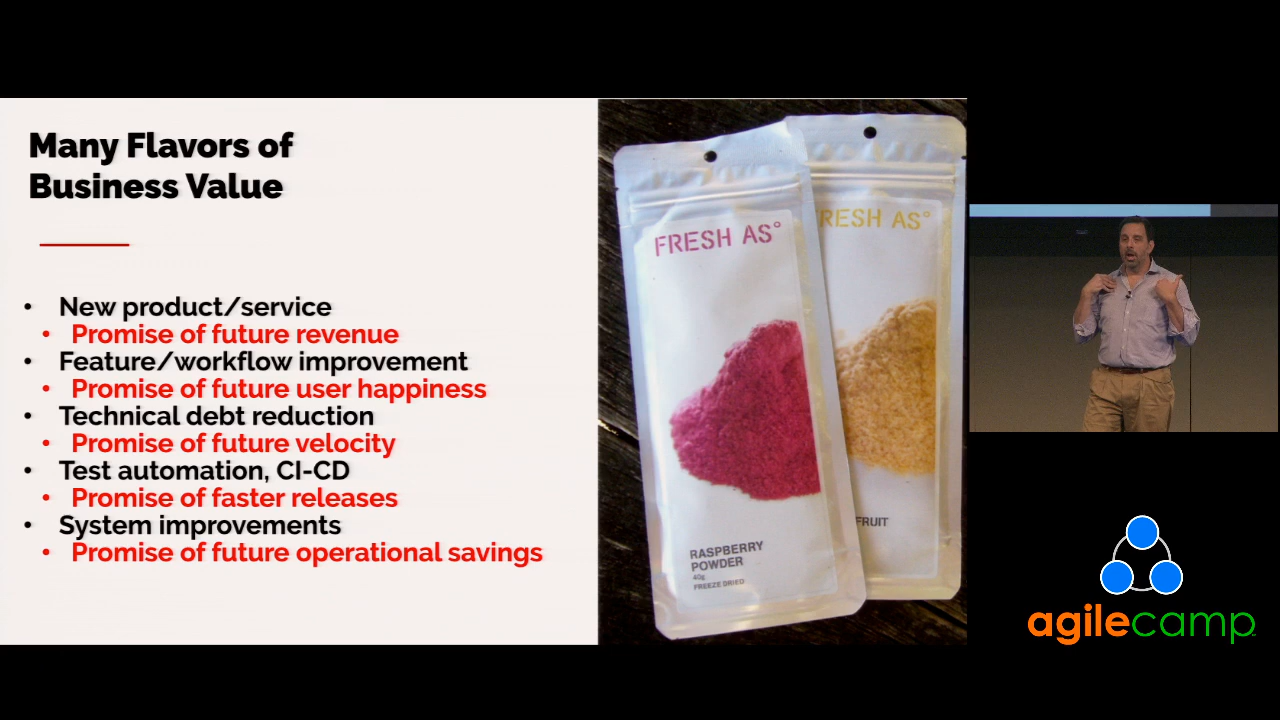 Many Flavors of
Business Value
• New product/service
• Promise of future revenue
• Feature/workflow improvement
• Promise of future user happiness
• Technical debt reduction
• Promise of future velocity
• Test automation, CI-CD
• Promise of faster releases
• System improvements
• Promise of future operational savings
FRESH AS°
RASPBERRY
POWDER
40g
FREEZE DRIED
FRESH AS°
FRUIT
agilecamp